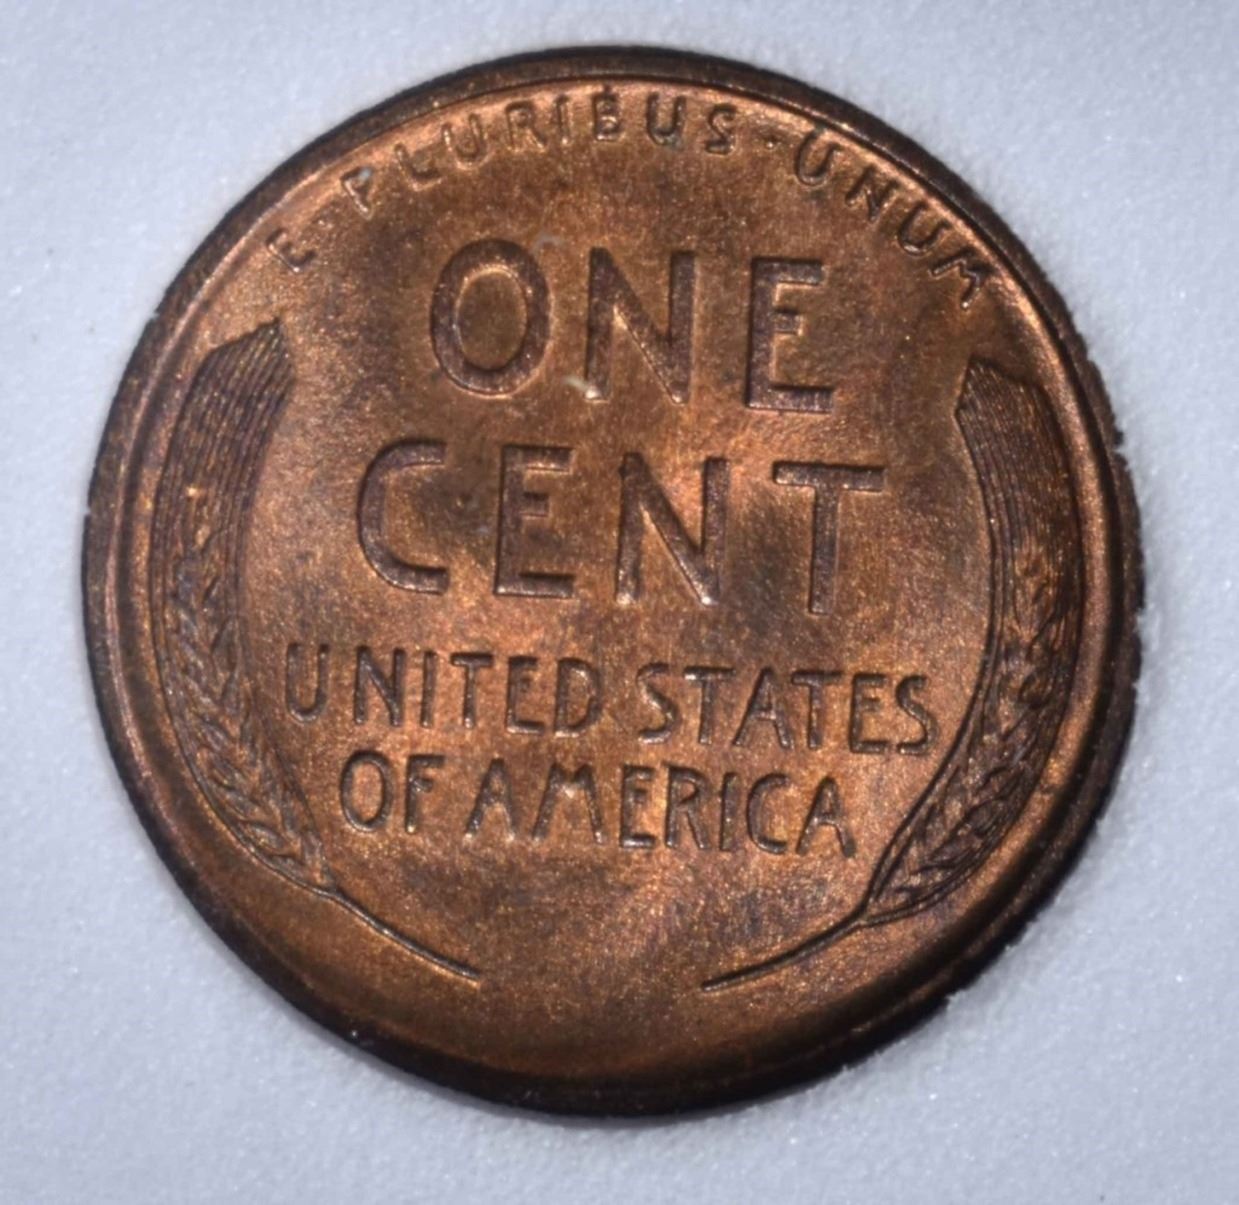 E·PLURIBUS·UNUM
ONE
CENT
UNITED STATES
OF AMERICA